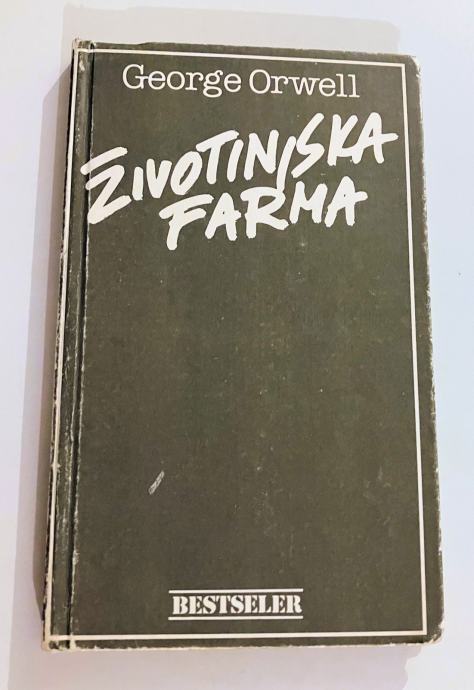 George Orwell
ŽIVOTINJSKA
FARMA
BESTSELER